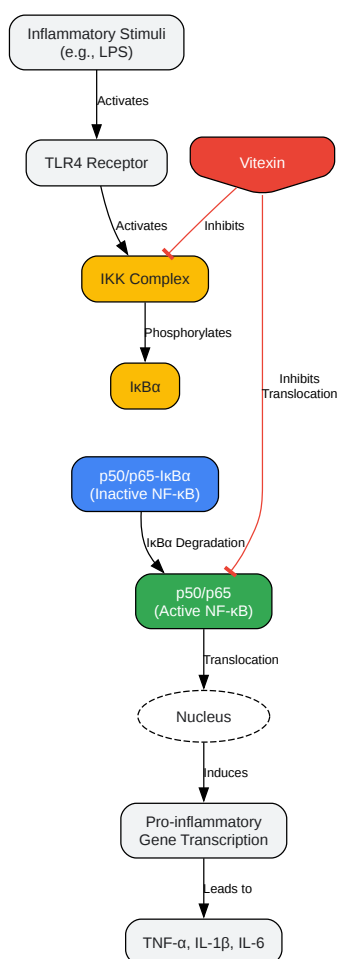 Inflammatory Stimuli
(e.g., LPS)
Activates
TLR4 Receptor
Vitexin
Activates
Inhibits
IKK Complex
Phosphorylates
IκBα
Inhibits
Translocation
p50/p65-IκBα
(Inactive NF-κB)
IκBα Degradation
p50/p65
(Active NF-κB)
Translocation
Nucleus
Induces
Pro-inflammatory
Gene Transcription
Leads to
TNF-α, IL-1β, IL-6